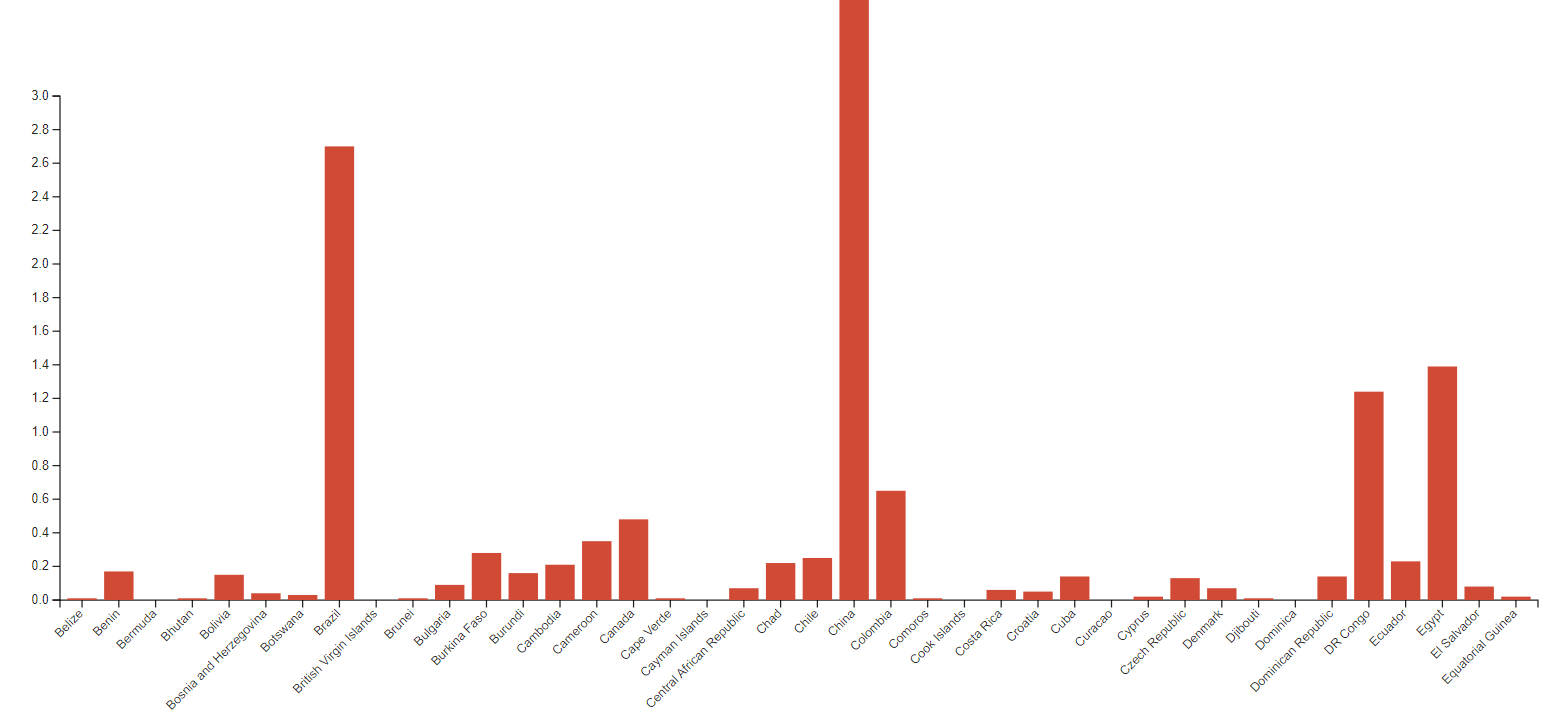 3.0
2.8
2.6
2.4
2.2
2.0
1.8
1.6
1.4
1.2
1.0
0.8
0.6
0.4
0.2
0.0
Belize
Benin
Bermuda
Bhutan
Bolivia
Bosnia and Herzegovina
Botswana
Brazil
British Virgin Islands
Brunei
Bulgaria
Burkina Faso
Burundi
Cambodia
Cameroon
Canada
Cape Verde
Cayman Islands
Central African Republic
Chad
Chile
China
Colombia
Comoros
Cook Islands
Costa Rica
Croatia
Cuba
Curacao
Cyprus
Czech Republic
Denmark
Djibouti
Dominica
Dominican Republic
DR Congo
Ecuador
Egypt
El Salvador
Equatorial Guinea